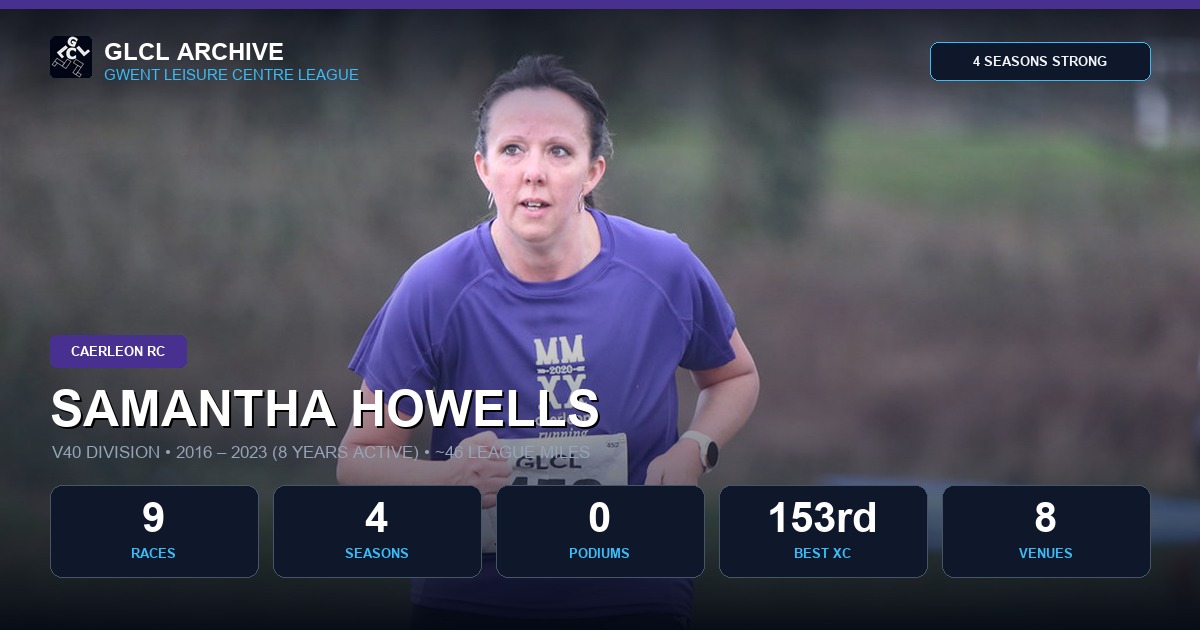 GLCL ARCHIVE
GWENT LEISURE CENTRE LEAGUE
4 SEASONS STRONG
MM
2020
XX
running
CAERLEON RC
SAMANTHA HOWELLS
V40 DIVISION • 2016 – 2023 (8 YEARS ACTIVE) • ~46 LEAGUE MILES
452
GLCL
9
RACES
4
SEASONS
0
PODIUMS
153rd
BEST XC
8
VENUES